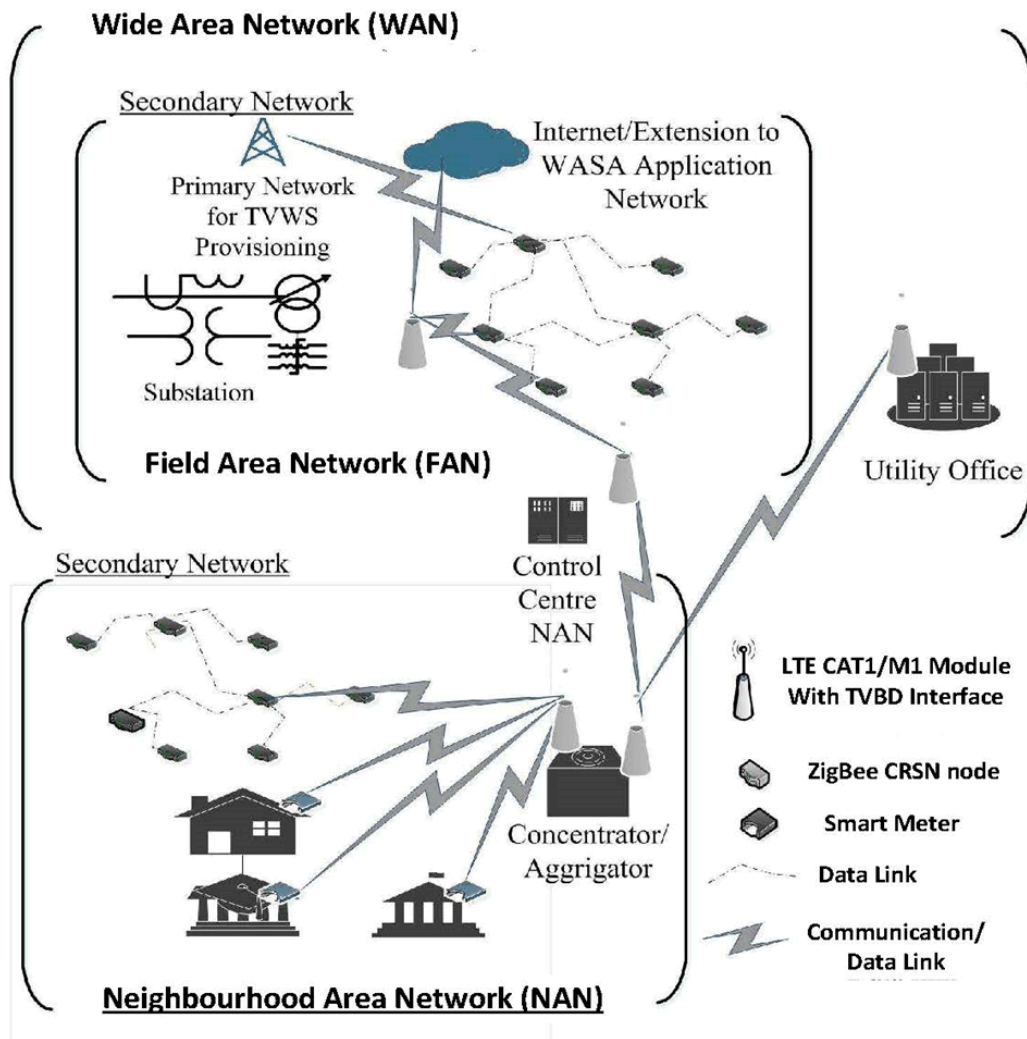 Wide Area Network (WAN)
Secondary Network
Internet/Extension to
WASA Application
Network
Primary Network
for TVWS
Provisioning
Substation
Field Area Network (FAN)
Utility Office
Secondary Network
Control
Centre
NAN
LTE CAT1/M1 Module
With TVBD Interface
ZigBee CRSN node
Smart Meter
Concentrator/
Aggrigator
Data Link
Communication/
Data Link
Neighbourhood Area Network (NAN)